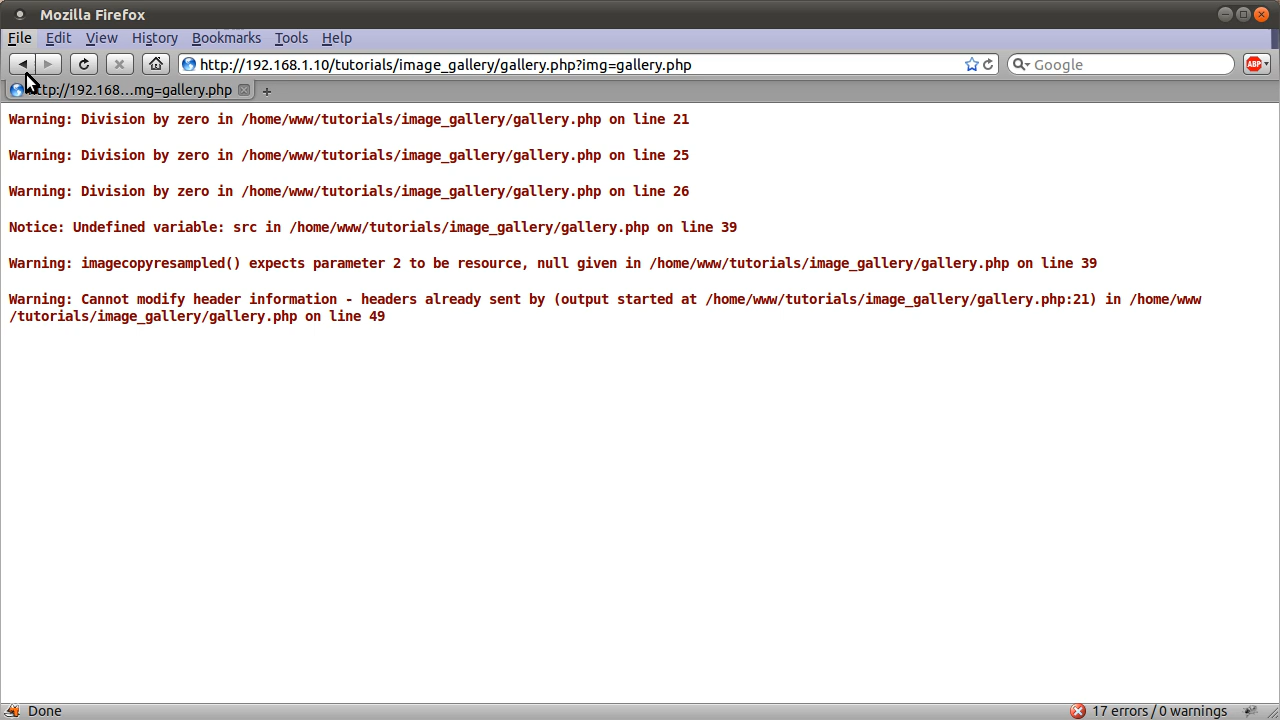 Mozilla Firefox
File Edit View History Bookmarks Tools Help
http://192.168.1.10/tutorials/image_gallery/gallery.php?img=gallery.php Google ABP
ttp://192.168...mg=gallery.php
Warning: Division by zero in /home/www/tutorials/image_gallery/gallery.php on line 21
Warning: Division by zero in /home/www/tutorials/image_gallery/gallery.php on line 25
Warning: Division by zero in /home/www/tutorials/image_gallery/gallery.php on line 26
Notice: Undefined variable: src in /home/www/tutorials/image_gallery/gallery.php on line 39
Warning: imagecopyresampled() expects parameter 2 to be resource, null given in /home/www/tutorials/image_gallery/gallery.php on line 39
Warning: Cannot modify header information - headers already sent by (output started at /home/www/tutorials/image_gallery/gallery.php:21) in /home/www
/tutorials/image_gallery/gallery.php on line 49
Done 17 errors / 0 warnings